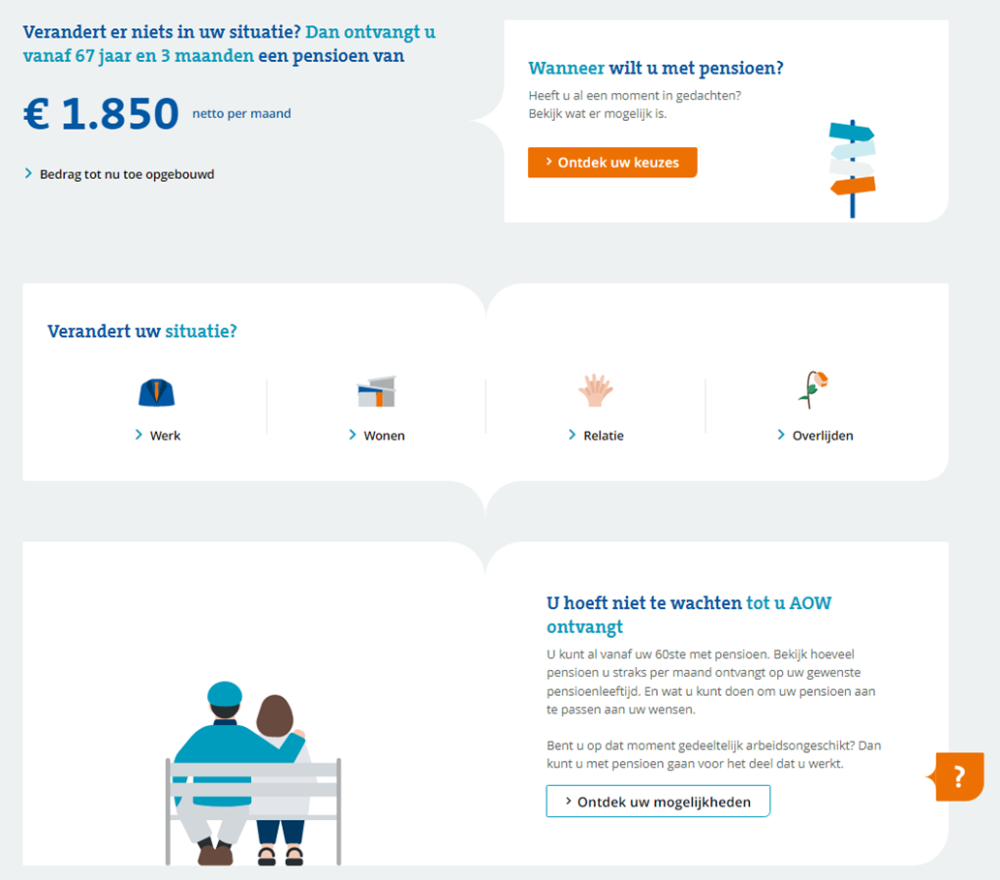 Verandert er niets in uw situatie? Dan ontvangt u
vanaf 67 jaar en 3 maanden een pensioen van
€ 1.850 netto per maand
Bedrag tot nu toe opgebouwd
Wanneer wilt u met pensioen?
Heeft u al een moment in gedachten?
Bekijk wat er mogelijk is.
Ontdek uw keuzes
Verandert uw situatie?
Werk
Wonen
Relatie
Overlijden
U hoeft niet te wachten tot u AOW
ontvangt
U kunt al vanaf uw 60ste met pensioen. Bekijk hoeveel
pensioen u straks per maand ontvangt op uw gewenste
pensioenleeftijd. En wat u kunt doen om uw pensioen aan
te passen aan uw wensen.
Bent u op dat moment gedeeltelijk arbeidsongeschikt? Dan
kunt u met pensioen gaan voor het deel dat u werkt.
Ontdek uw mogelijkheden
?